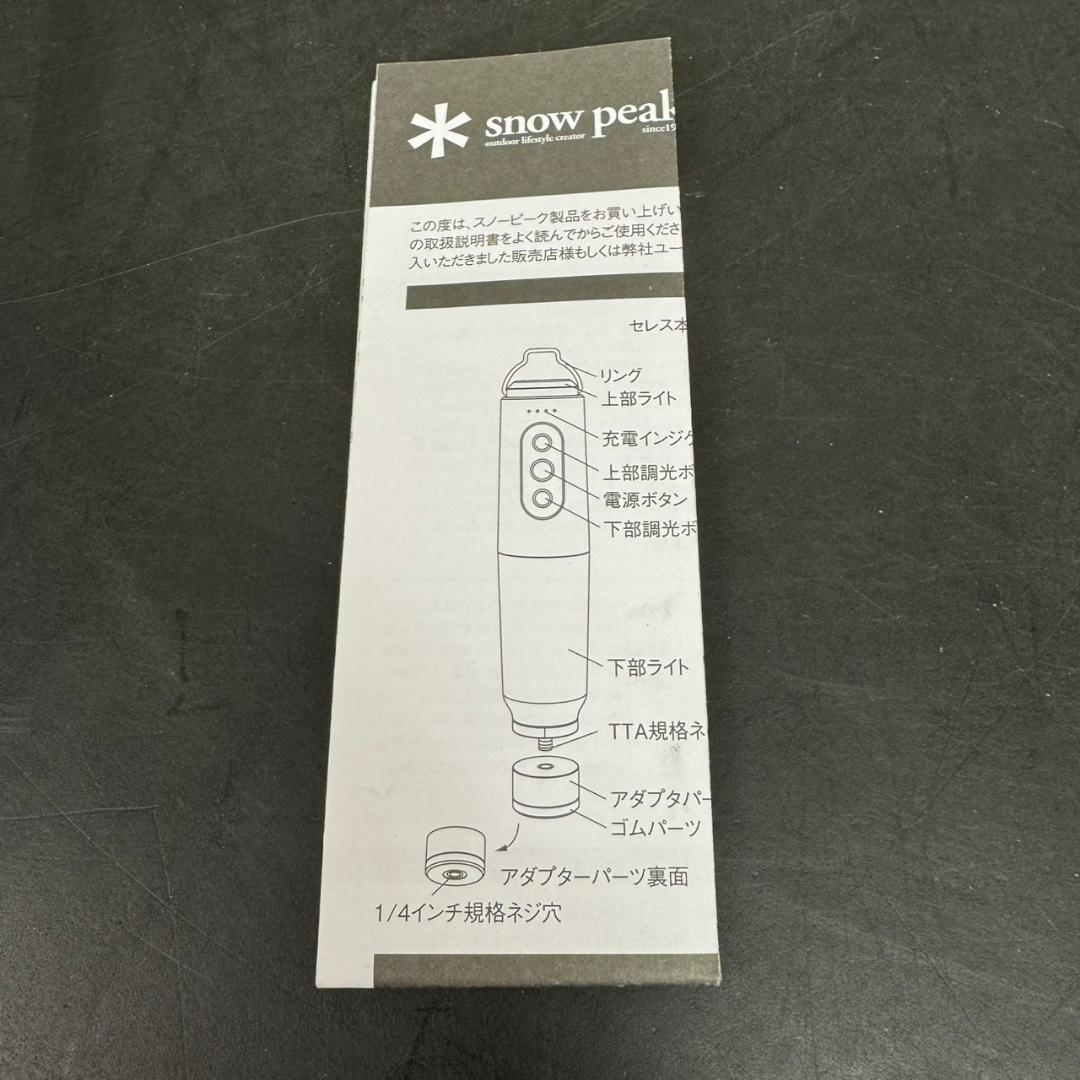 snow peak
outdoor lifestyle creator
since19
この度は、スノーピーク製品をお買い上げい
の取扱説明書をよく読んでからご使用くださ
入いただきました販売店様もしくは弊社ユー
セレス本
リング
上部ライト
充電インジケ
上部調光ボ
電源ボタン
下部調光ボ
下部ライト
TTA規格ネ
アダプタパー
ゴムパーツ
アダプターパーツ裏面
1/4インチ規格ネジ穴